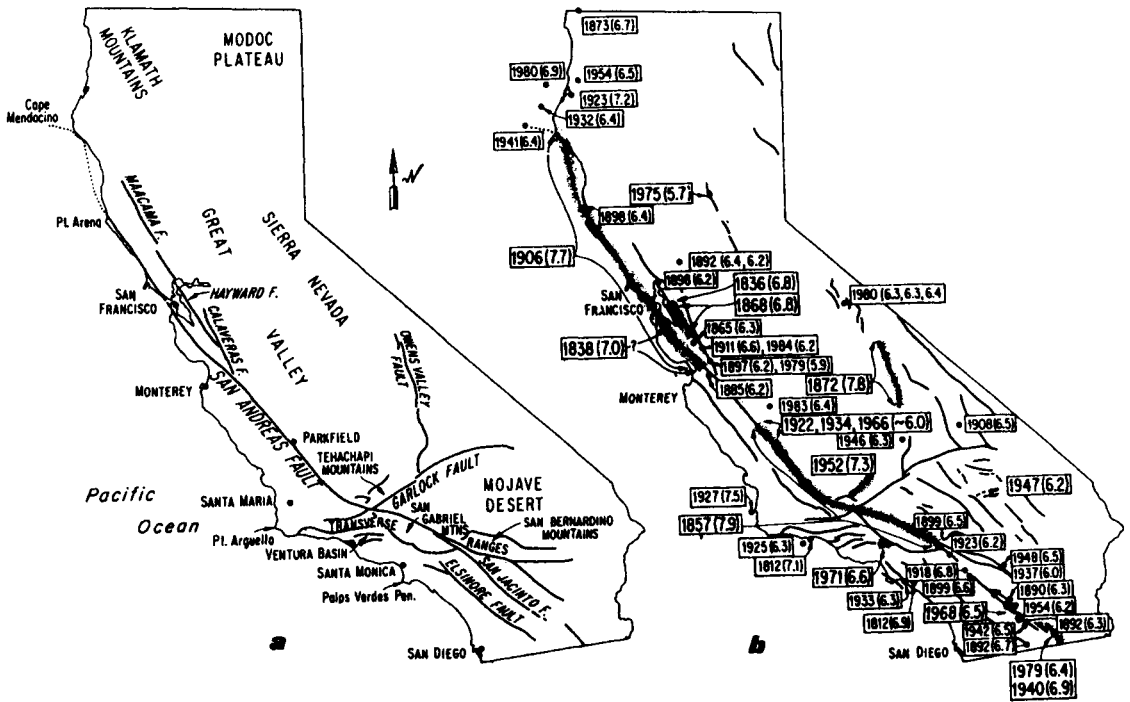 KLAMATH
MOUNTAINS
MODOC
PLATEAU
Cape
Mendocino
N
MAACAMA F.
Pt. Arena
GREAT
VALLEY
SIERRA
NEVADA
SAN
FRANCISCO
HAYWARD F.
CALAVERAS F.
OWENS VALLEY
FAULT
MONTEREY
SAN ANDREAS FAULT
PARKFIELD
TEHACHAPI
MOUNTAINS
GARLOCK FAULT
MOJAVE
DESERT
Pacific
Ocean
SANTA MARIA
SAN
GABRIEL
MTNS
TRANSVERSE
RANGES
SAN BERNARDINO
MOUNTAINS
Pt. Arguello
VENTURA BASIN
SANTA MONICA
Palos Verdes Pen.
SAN JACINTO F.
ELSINORE FAULT
SAN DIEGO
a
1873 (6.7)
1980 (6.9)
1954 (6.5)
1923 (7.2)
1932 (6.4)
1941 (6.4)
1975 (5.7)
1898 (6.4)
1906 (7.7)
1892 (6.4, 6.2)
1898 (6.2)
1836 (6.8)
1868 (6.8)
SAN
FRANCISCO
1980 (6.3, 6.3, 6.4
1865 (6.3)
1911 (6.6), 1984 (6.2
1838 (7.0)
?
1897 (6.2), 1979 (5.9)
1885 (6.2)
1872 (7.8)
MONTEREY
1983 (6.4)
1922, 1934, 1966 (~6.0)
1946 (6.3)
1908 (6.5)
1952 (7.3)
1947 (6.2)
1927 (7.5)
1857 (7.9)
1899 (6.5)
1923 (6.2)
1925 (6.3)
1812 (7.1)
1948 (6.5)
1937 (6.0)
1971 (6.6)
1918 (6.8)
1899 (6.6)
1890 (6.3)
1933 (6.3)
1954 (6.2)
1968 (6.5)
1812 (6.9)
1942 (6.5)
1892 (6.3)
1892 (6.7)
SAN DIEGO
b
1979 (6.4)
1940 (6.9)